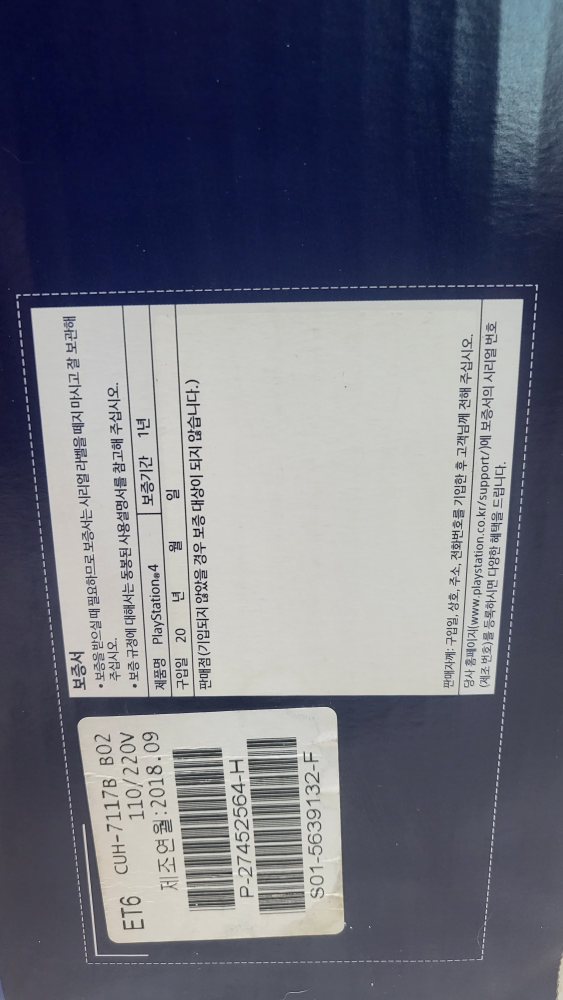 보증서
• 보증을 받으실 때 필요하므로 보증서는 시리얼 라벨을 떼지 마시고 잘 보관해
주십시오.
• 보증 규정에 대해서는 동봉된 사용설명서를 참고해 주십시오.
제품명 PlayStation®4 보증기간 1년
구입일 20 년 월 일
판매점(기입되지 않았을 경우 보증 대상이 되지 않습니다.)
판매자께: 구입일, 상호, 주소, 전화번호를 기입한 후 고객님께 전해 주십시오.
당사 홈페이지(www.playstation.co.kr/support/)에 보증서의 시리얼 번호
(제조 번호)를 등록하시면 다양한 혜택을 드립니다.
ET6 CUH-7117B B02
110/220V
제조연월:2018.09
P-27452564-H
S01-5639132-F